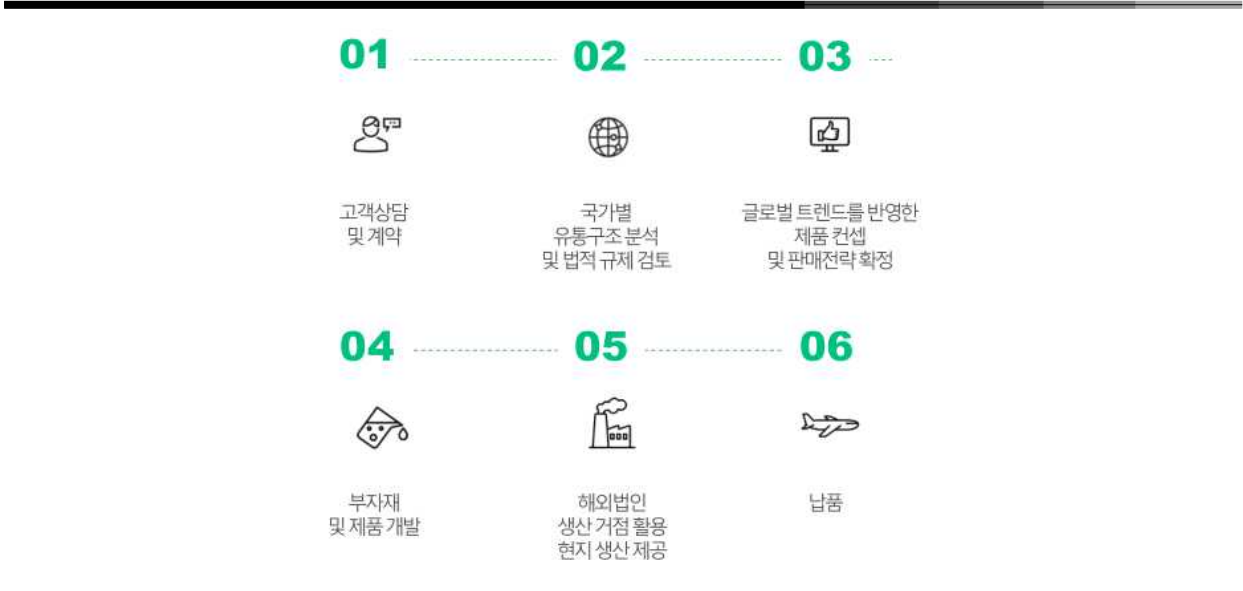 01
고객상담
및 계약
02
국가별
유통구조 분석
및 법적 규제 검토
03
글로벌 트렌드를 반영한
제품 컨셉
및 판매전략 확정
04
부자재
및 제품 개발
05
해외법인
생산 거점 활용
현지 생산 제공
06
납품